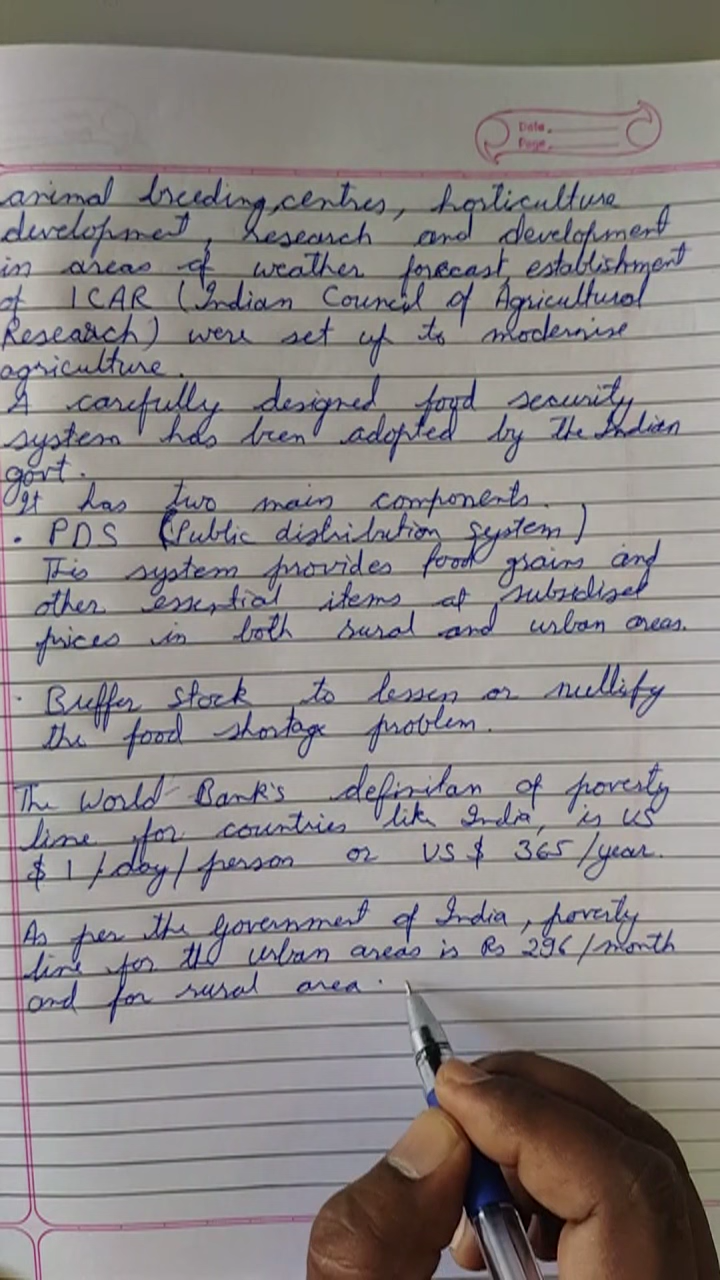 Date.
Page.
animal breeding, centres, horticulture
development, research and development
in areas of weather forecast, establishment
of ICAR (Indian Council of Agricultural
Research) were set up to modernise
agriculture.
A carefully designed food security
system has been adopted by the Indian
govt.
It has two main components.
• PDS (Public distribution system)
This system provides food grains and
other essential items at subsidised
prices in both rural and urban areas.
• Buffer stock to lessen or nullify
the food shortage problem.
The World Bank's definitan of poverty
line for countries like India, is US
$ 1 / day / person or US $ 365 / year.
As per the Government of India, poverty
line for the urban areas is Rs 296 / month
and for rural area